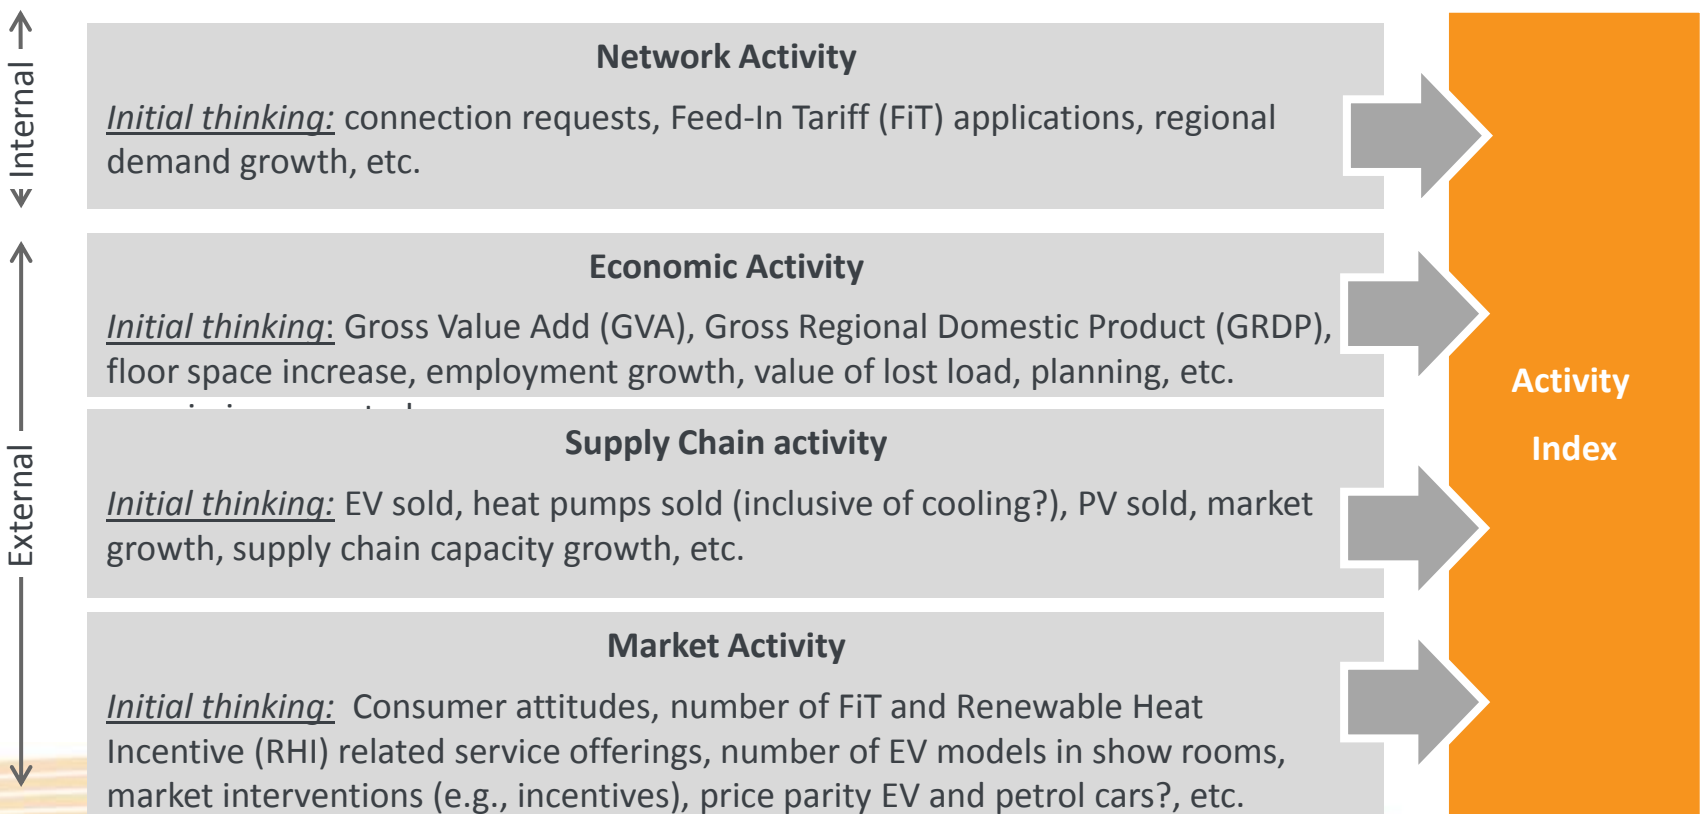 Internal
Network Activity
Initial thinking: connection requests, Feed-In Tariff (FiT) applications, regional
demand growth, etc.
External
Economic Activity
Initial thinking: Gross Value Add (GVA), Gross Regional Domestic Product (GRDP),
floor space increase, employment growth, value of lost load, planning, etc.
Supply Chain activity
Initial thinking: EV sold, heat pumps sold (inclusive of cooling?), PV sold, market
growth, supply chain capacity growth, etc.
Market Activity
Initial thinking: Consumer attitudes, number of FiT and Renewable Heat
Incentive (RHI) related service offerings, number of EV models in show rooms,
market interventions (e.g., incentives), price parity EV and petrol cars?, etc.
Activity
Index